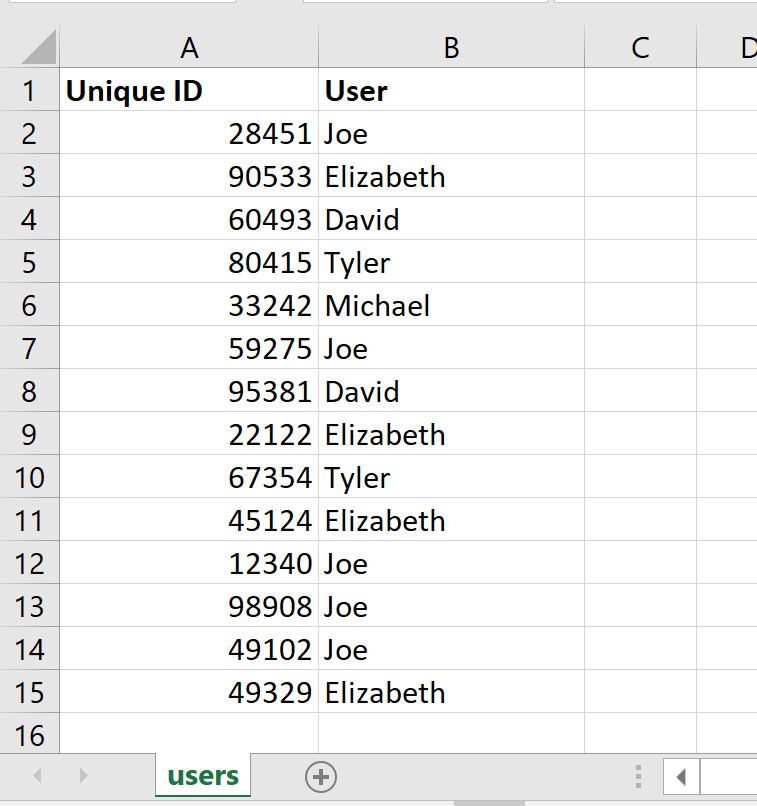 A B C D
1 Unique ID User
2 28451 Joe
3 90533 Elizabeth
4 60493 David
5 80415 Tyler
6 33242 Michael
7 59275 Joe
8 95381 David
9 22122 Elizabeth
10 67354 Tyler
11 45124 Elizabeth
12 12340 Joe
13 98908 Joe
14 49102 Joe
15 49329 Elizabeth
16
users